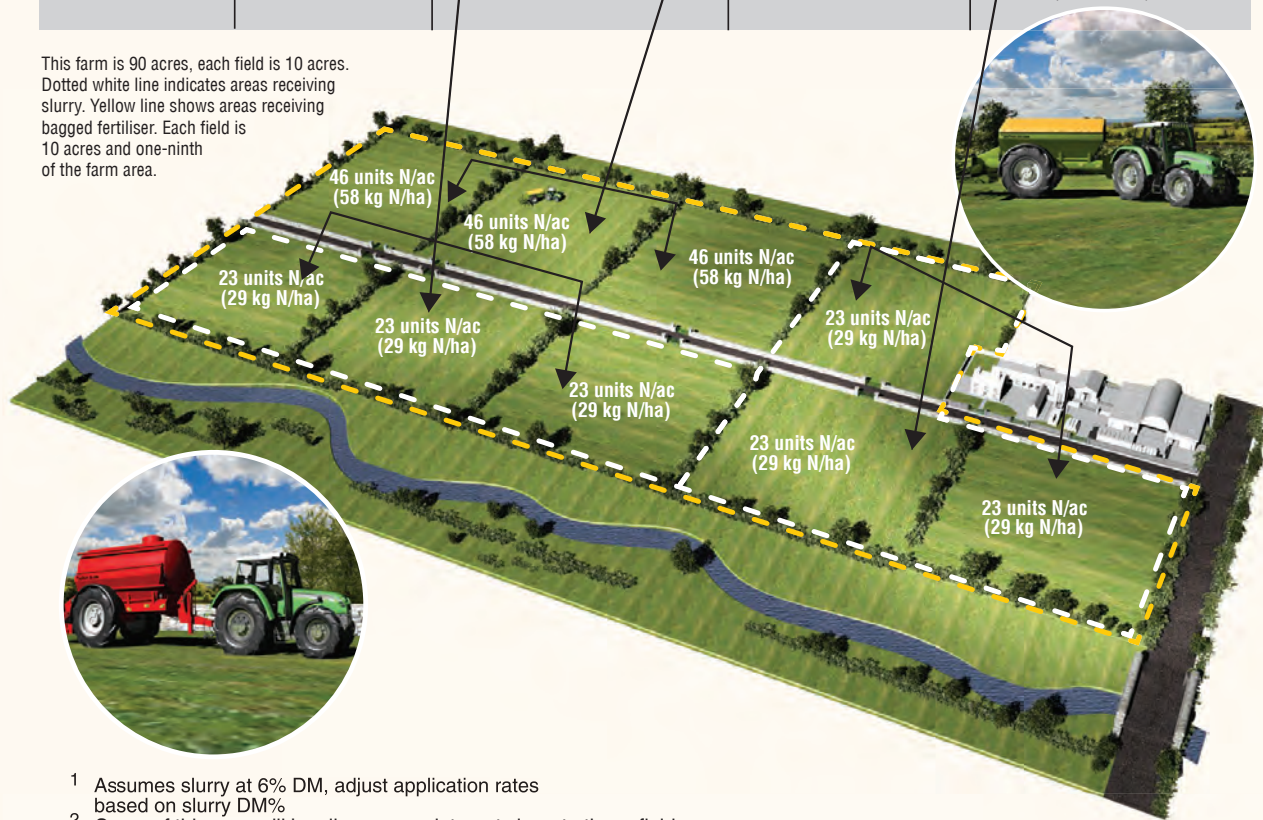 This farm is 90 acres, each field is 10 acres.
Dotted white line indicates areas receiving
slurry. Yellow line shows areas receiving
bagged fertiliser. Each field is
10 acres and one-ninth
of the farm area.
46 units N/ac
(58 kg N/ha)
46 units N/ac
(58 kg N/ha)
46 units N/ac
(58 kg N/ha)
23 units N/ac
(29 kg N/ha)
23 units N/ac
(29 kg N/ha)
23 units N/ac
(29 kg N/ha)
23 units N/ac
(29 kg N/ha)
23 units N/ac
(29 kg N/ha)
23 units N/ac
(29 kg N/ha)
1 Assumes slurry at 6% DM, adjust application rates
based on slurry DM%